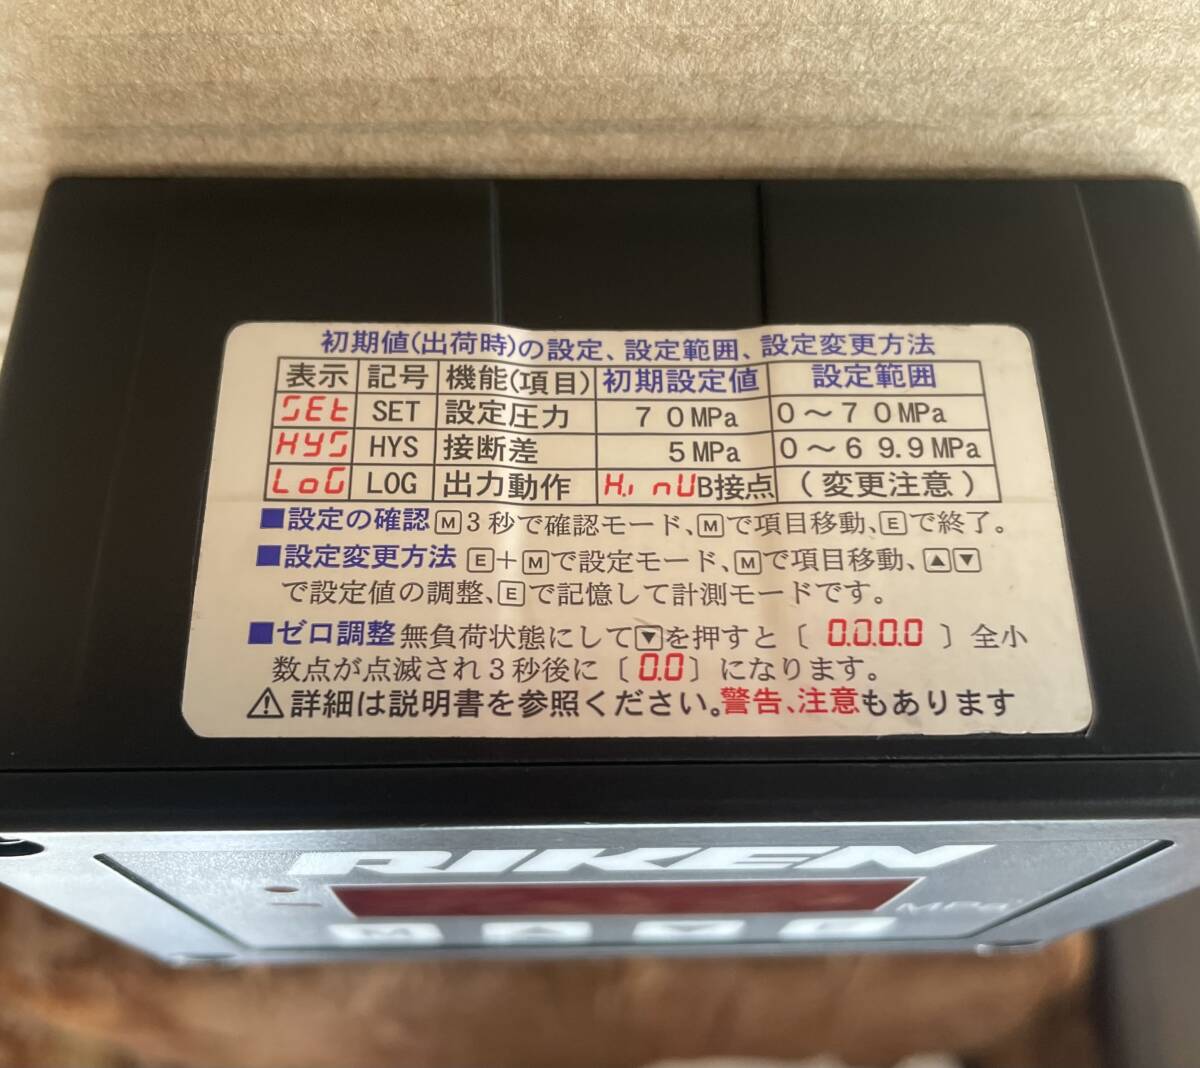 初期値(出荷時)の設定、設定範囲、設定変更方法
表示 記号 機能(項目) 初期設定値 設定範囲
SEt SET 設定圧力 70MPa 0～70MPa
HYS HYS 接断差 5MPa 0～69.9MPa
LoG LOG 出力動作 H.i nU B接点 (変更注意)
■設定の確認 M 3秒で確認モード、M で項目移動、E で終了。
■設定変更方法 E + M で設定モード、M で項目移動、▲▼
で設定値の調整、E で記憶して計測モードです。
■ゼロ調整 無負荷状態にして▼を押すと〔 0.0.0.0 〕全小
数点が点滅され3秒後に〔 0.0 〕になります。
⚠詳細は説明書を参照ください。警告、注意もあります
RIKEN
MPa
M ▲ ▼ E